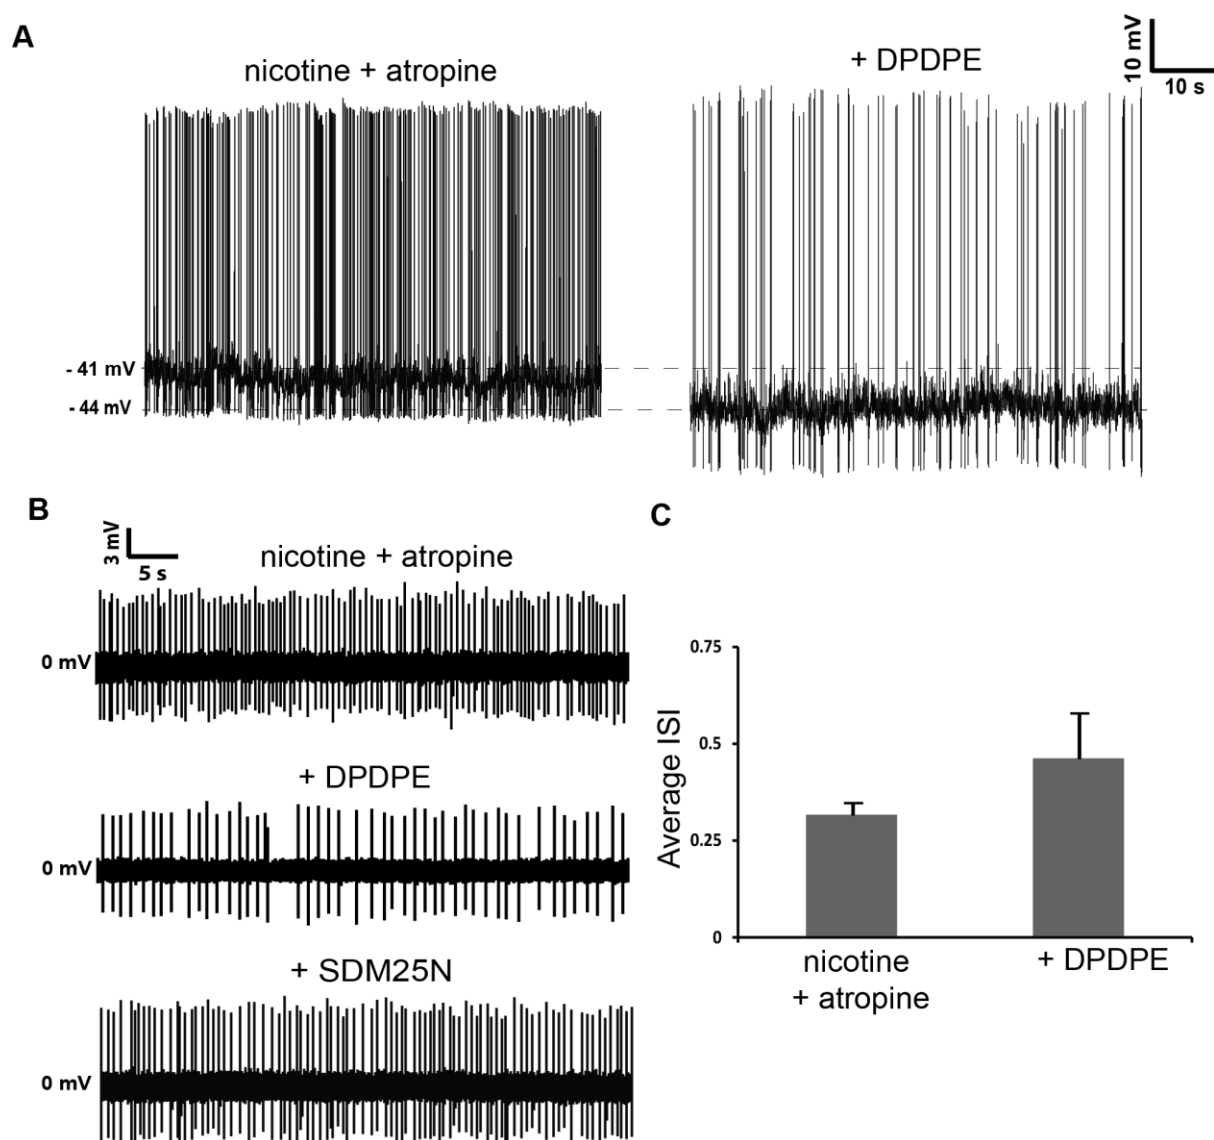 A
nicotine + atropine
+ DPDPE
10 mV
10 s
- 41 mV
- 44 mV
B
3 mV
5 s
nicotine + atropine
0 mV
+ DPDPE
0 mV
+ SDM25N
0 mV
C
Average ISI
0.75
0.5
0.25
0
nicotine
+ atropine
+ DPDPE